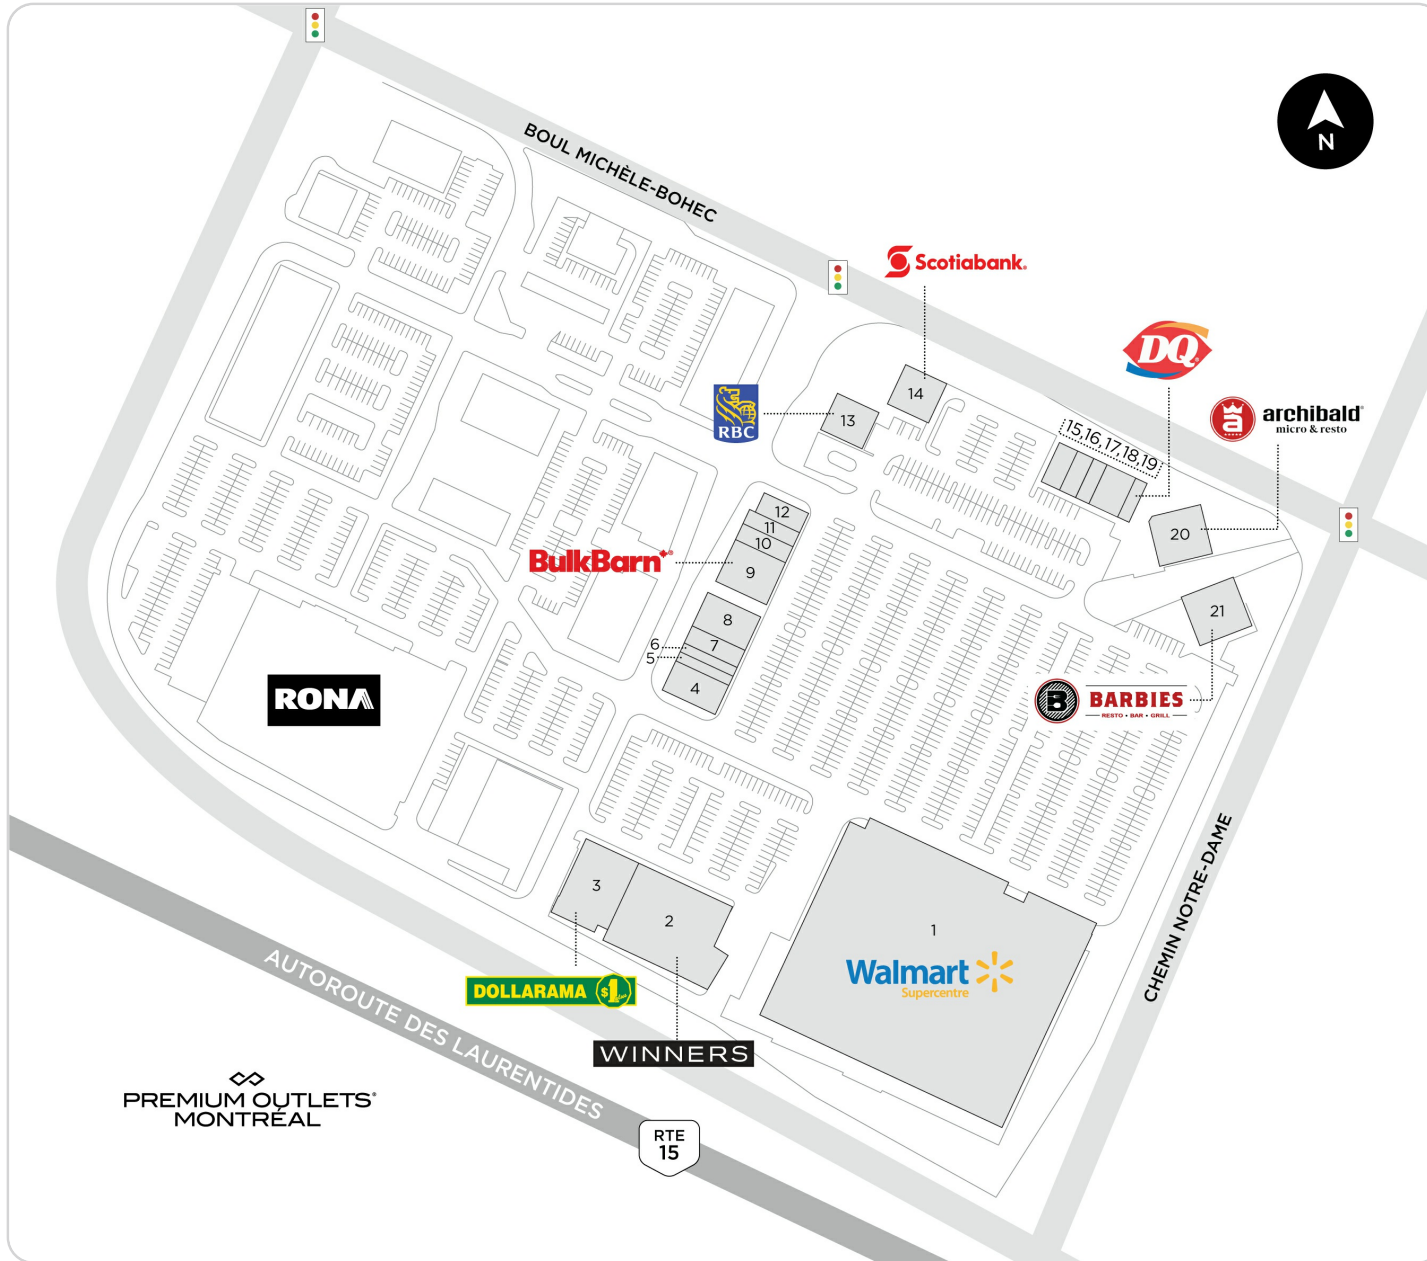 BOUL MICHÈLE-BOHEC
N
Scotiabank
DQ
archibald
micro & resto
14
RBC
13
15,16,17,18,19
12
11
10
BulkBarn
9
20
8
21
6
7
5
4
RONA
B BARBIES
RESTO • BAR • GRILL
CHEMIN NOTRE-DAME
3
2
1
Walmart
Supercentre
DOLLARAMA $1
WINNERS
AUTOROUTE DES LAURENTIDES
PREMIUM OUTLETS®
MONTRÉAL
RTE
15